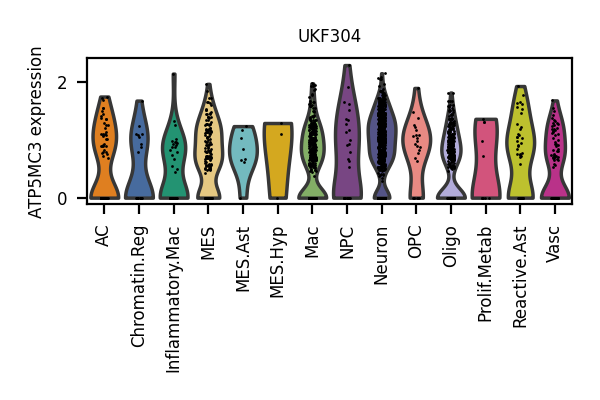 UKF304
ATP5MC3 expression
2
0
AC
Chromatin.Reg
Inflammatory.Mac
MES
MES.Ast
MES.Hyp
Mac
NPC
Neuron
OPC
Oligo
Prolif.Metab
Reactive.Ast
Vasc